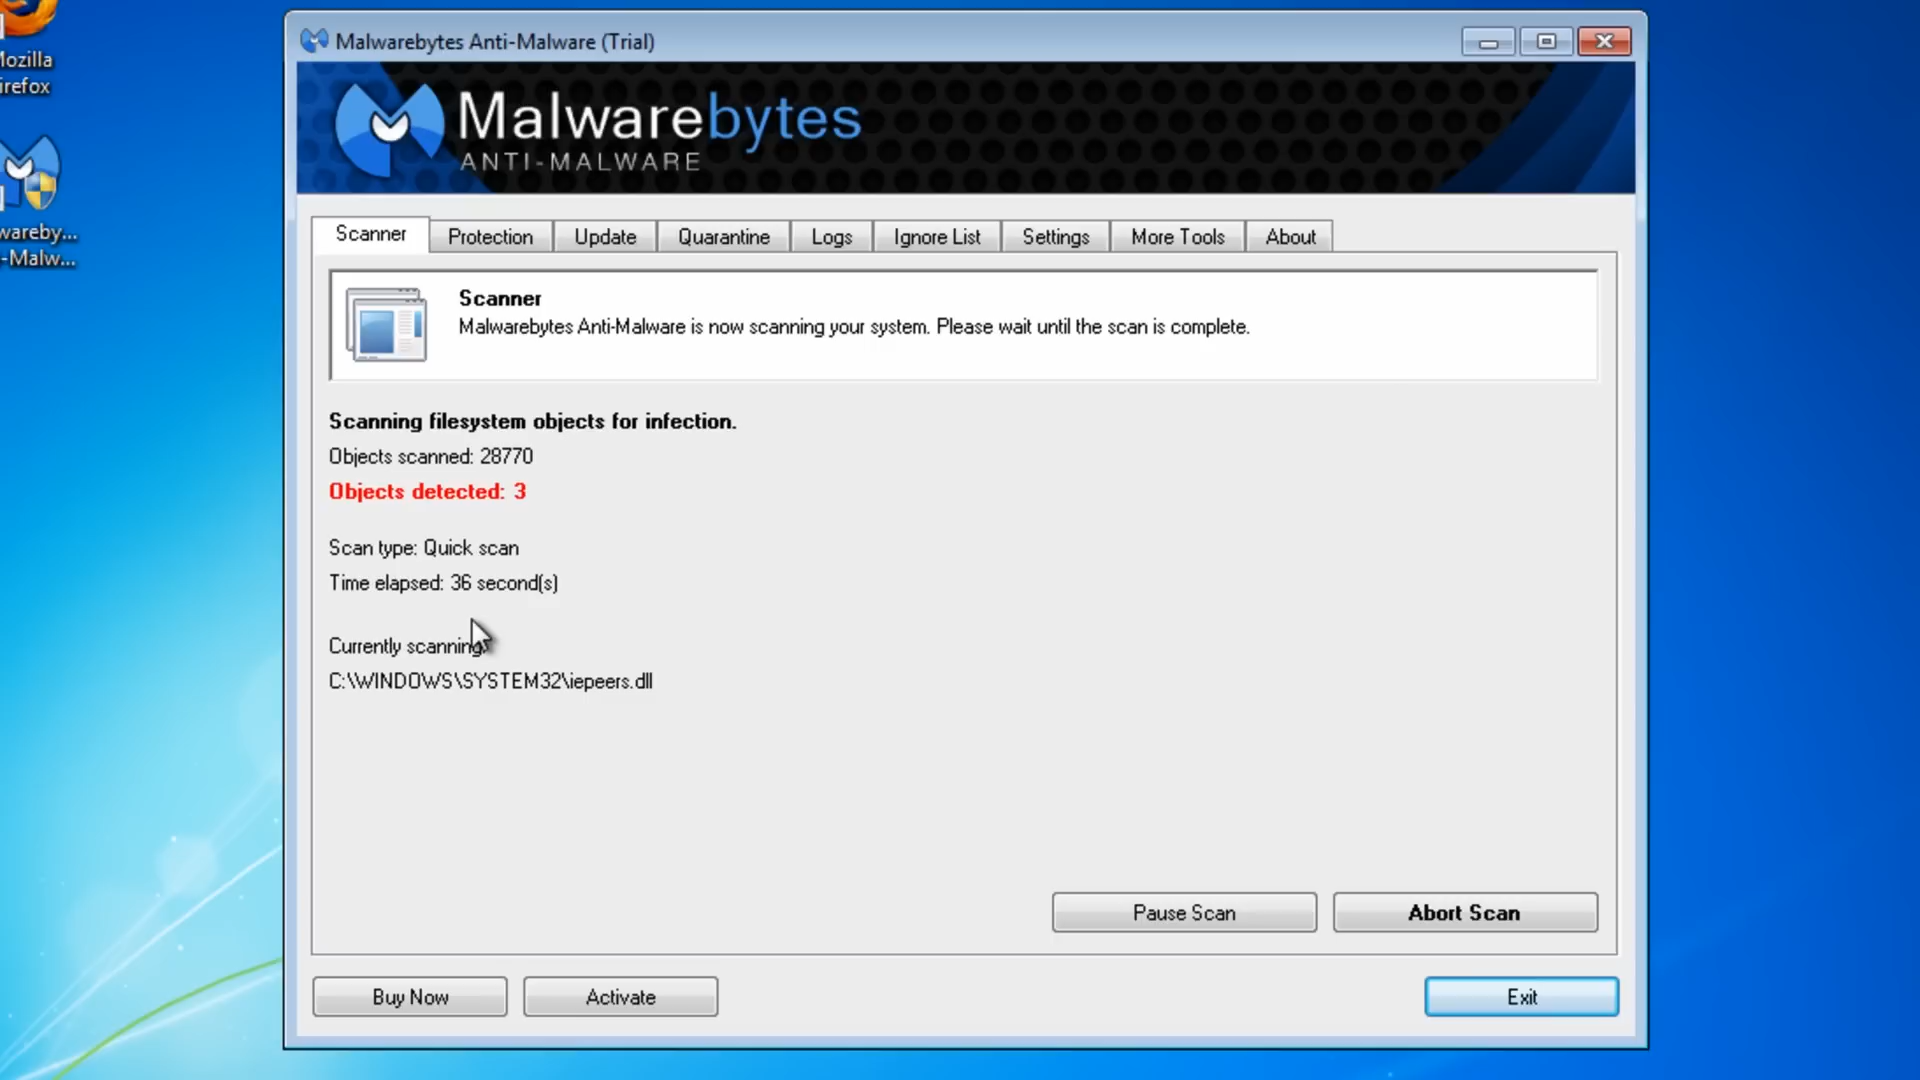 Mozilla
Firefox
wareby...
-Malw...
Malwarebytes Anti-Malware (Trial)
Malwarebytes
ANTI-MALWARE
Scanner Protection Update Quarantine Logs Ignore List Settings More Tools About
Scanner
Malwarebytes Anti-Malware is now scanning your system. Please wait until the scan is complete.
Scanning filesystem objects for infection.
Objects scanned: 28770
Objects detected: 3
Scan type: Quick scan
Time elapsed: 36 second(s)
Currently scanning:
C:\WINDOWS\SYSTEM32\iepeers.dll
Pause Scan Abort Scan
Buy Now Activate Exit